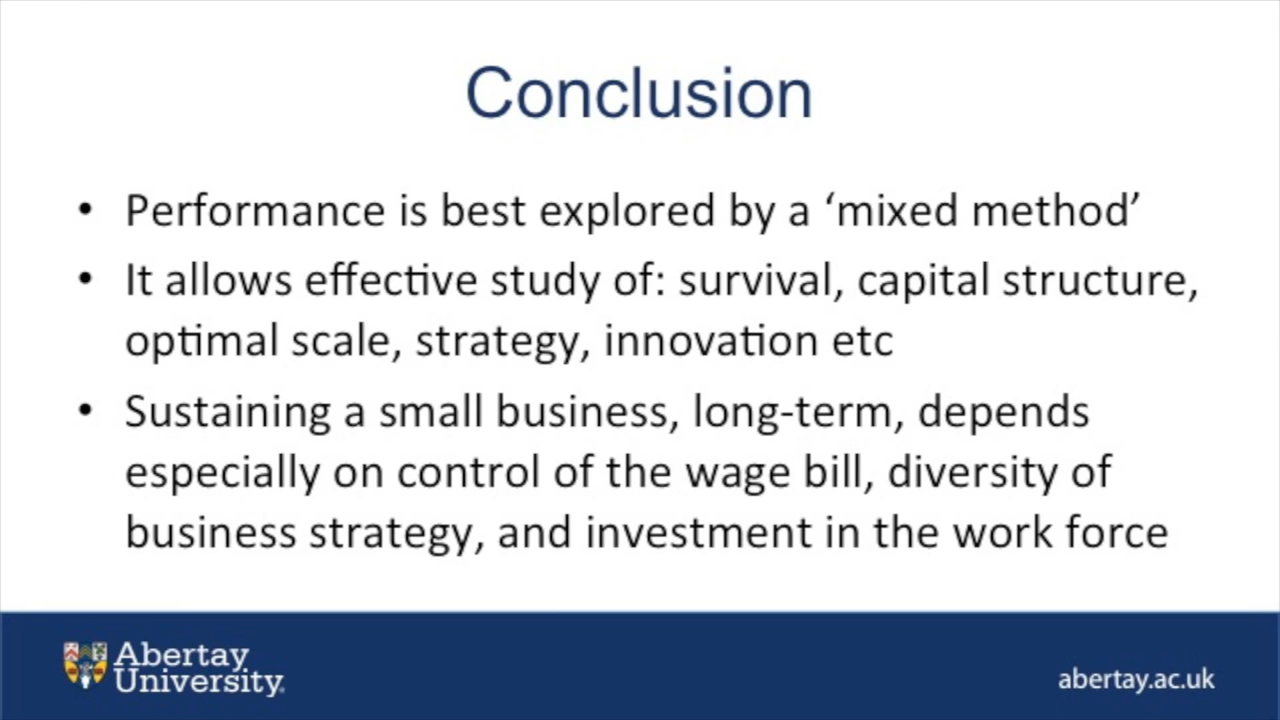 Conclusion
• Performance is best explored by a ‘mixed method’
• It allows effective study of: survival, capital structure,
optimal scale, strategy, innovation etc
• Sustaining a small business, long-term, depends
especially on control of the wage bill, diversity of
business strategy, and investment in the work force
Abertay
University
abertay.ac.uk